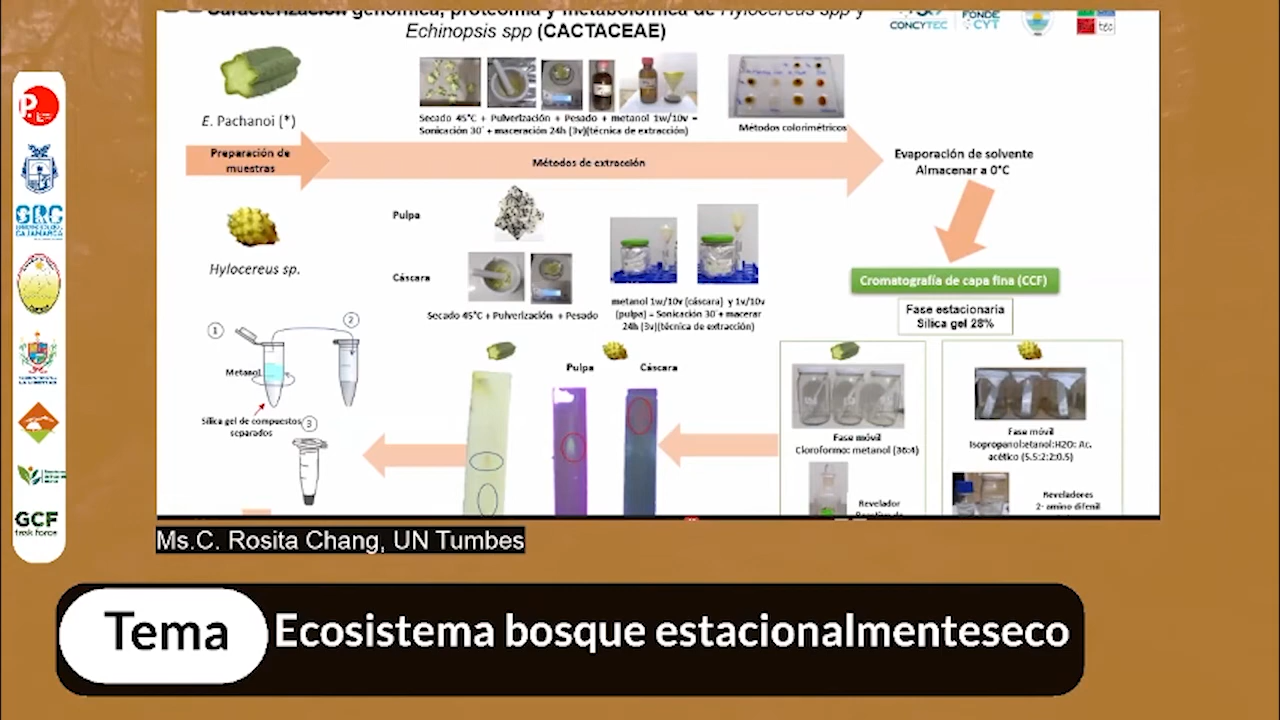 Caracterización genómica, proteomia y metabolomica de Hylocereus spp y
Echinopsis spp (CACTACEAE)
CONCYTEC
FONDE
CYT
E. Pachanoi (*)
Secado 45°C + Pulverización + Pesado + metanol 1w/10v =
Sonicación 30´ + maceración 24h (3v)(técnica de extracción)
Métodos colorimétricos
Preparación de
muestras
Métodos de extracción
Evaporación de solvente
Almacenar a 0°C
Pulpa
Hylocereus sp.
Cáscara
Secado 45°C + Pulverización + Pesado
metanol 1w/10v (cáscara) y 1v/10v
(pulpa) = Sonicación 30´+ macerar
24h (3v)(técnica de extracción)
Cromatografía de capa fina (CCF)
Fase estacionaria
Silica gel 28%
1
2
Metanol
Silica gel de compuestos
separados
3
Pulpa
Cáscara
Fase móvil
Cloroformo: metanol (36:4)
Revelador
Fase móvil
Isopropanol:etanol:H2O: Ac.
acético (5.5:2:2:0.5)
Reveladores
2- amino difenil
GRC
CAJAMARCA
GCF
task force
Ms.C. Rosita Chang, UN Tumbes
Tema
Ecosistema bosque estacionalmenteseco